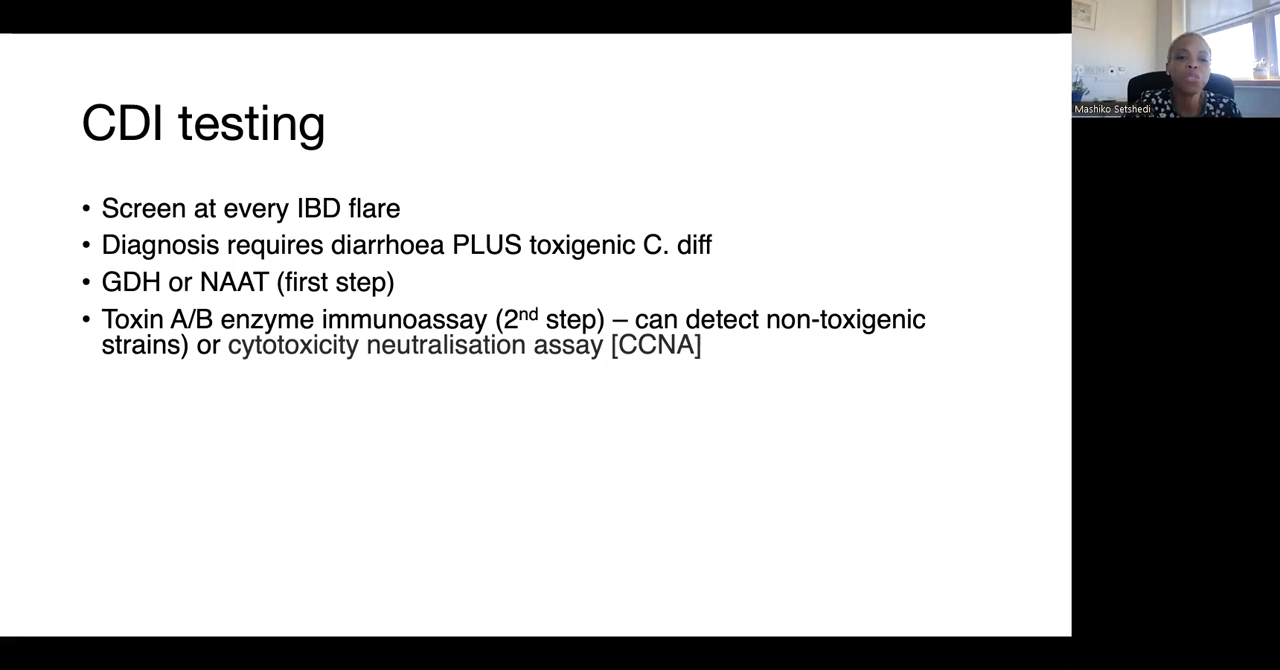 CDI testing
• Screen at every IBD flare
• Diagnosis requires diarrhoea PLUS toxigenic C. diff
• GDH or NAAT (first step)
• Toxin A/B enzyme immunoassay (2nd step) – can detect non-toxigenic
strains) or cytotoxicity neutralisation assay [CCNA]
Mashiko Setshedi